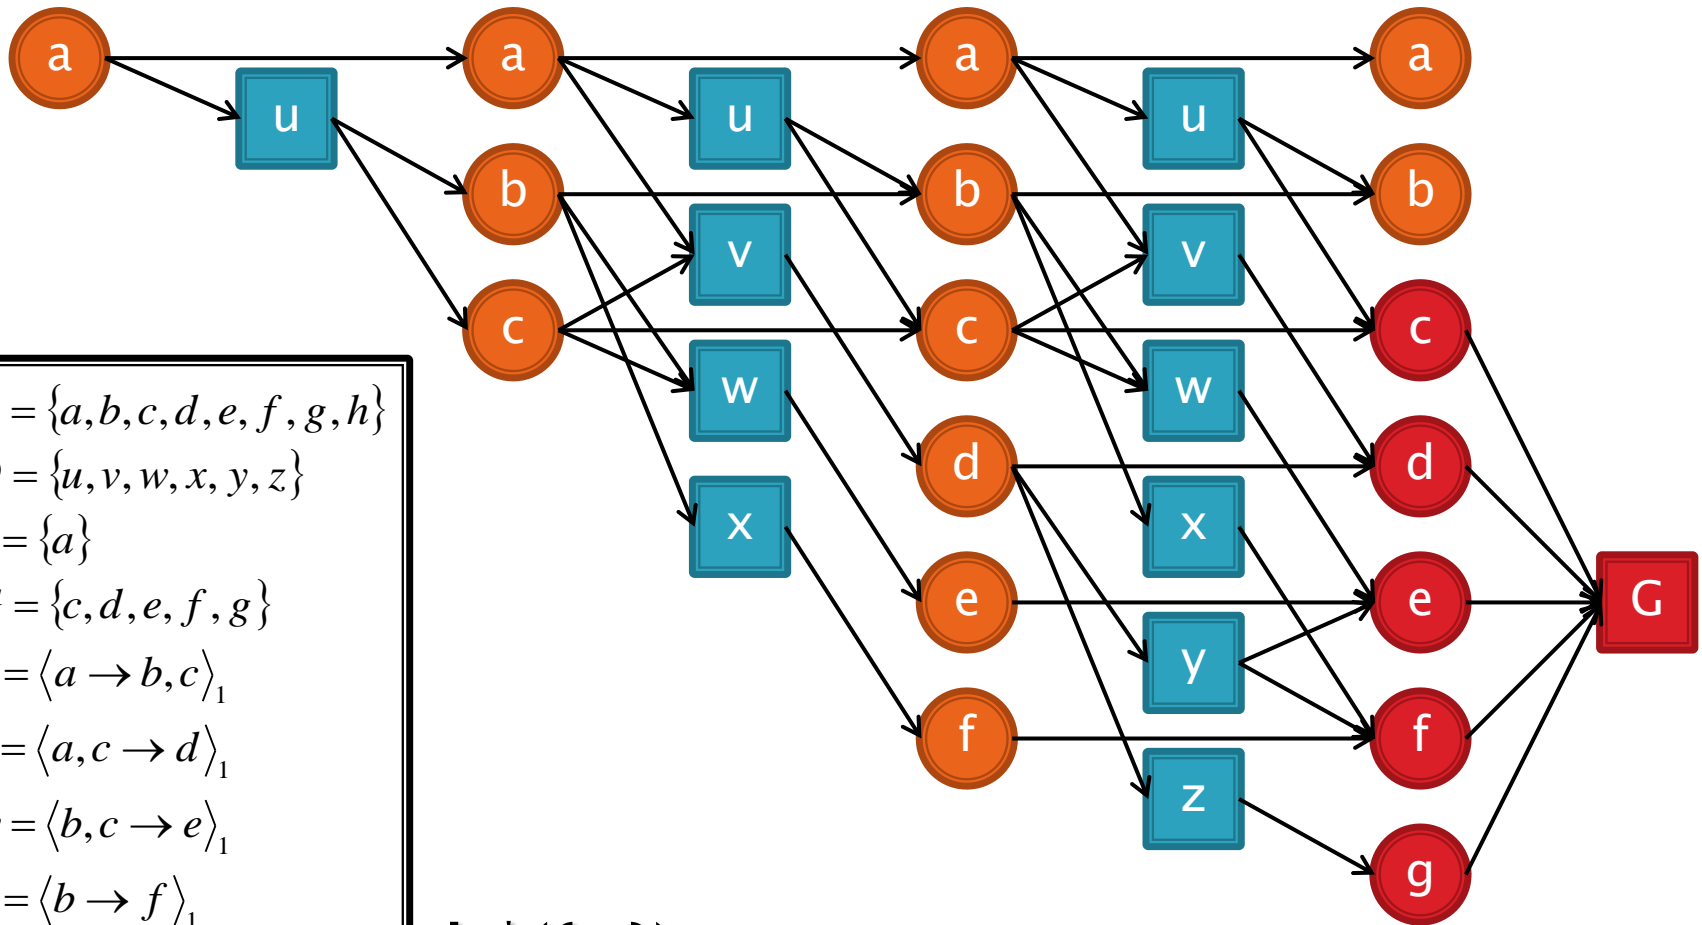 a a a a
u u u
b b b
v v
c c c
w w
= {a,b,c,d,e,f,g,h}
d d
= {u,v,w,x,y,z}
x x
= {a}
e e G
= {c,d,e,f,g}
y
= ⟨a → b,c⟩₁
f f
= ⟨a,c → d⟩₁
z
= ⟨b,c → e⟩₁
g
= ⟨b → f⟩₁